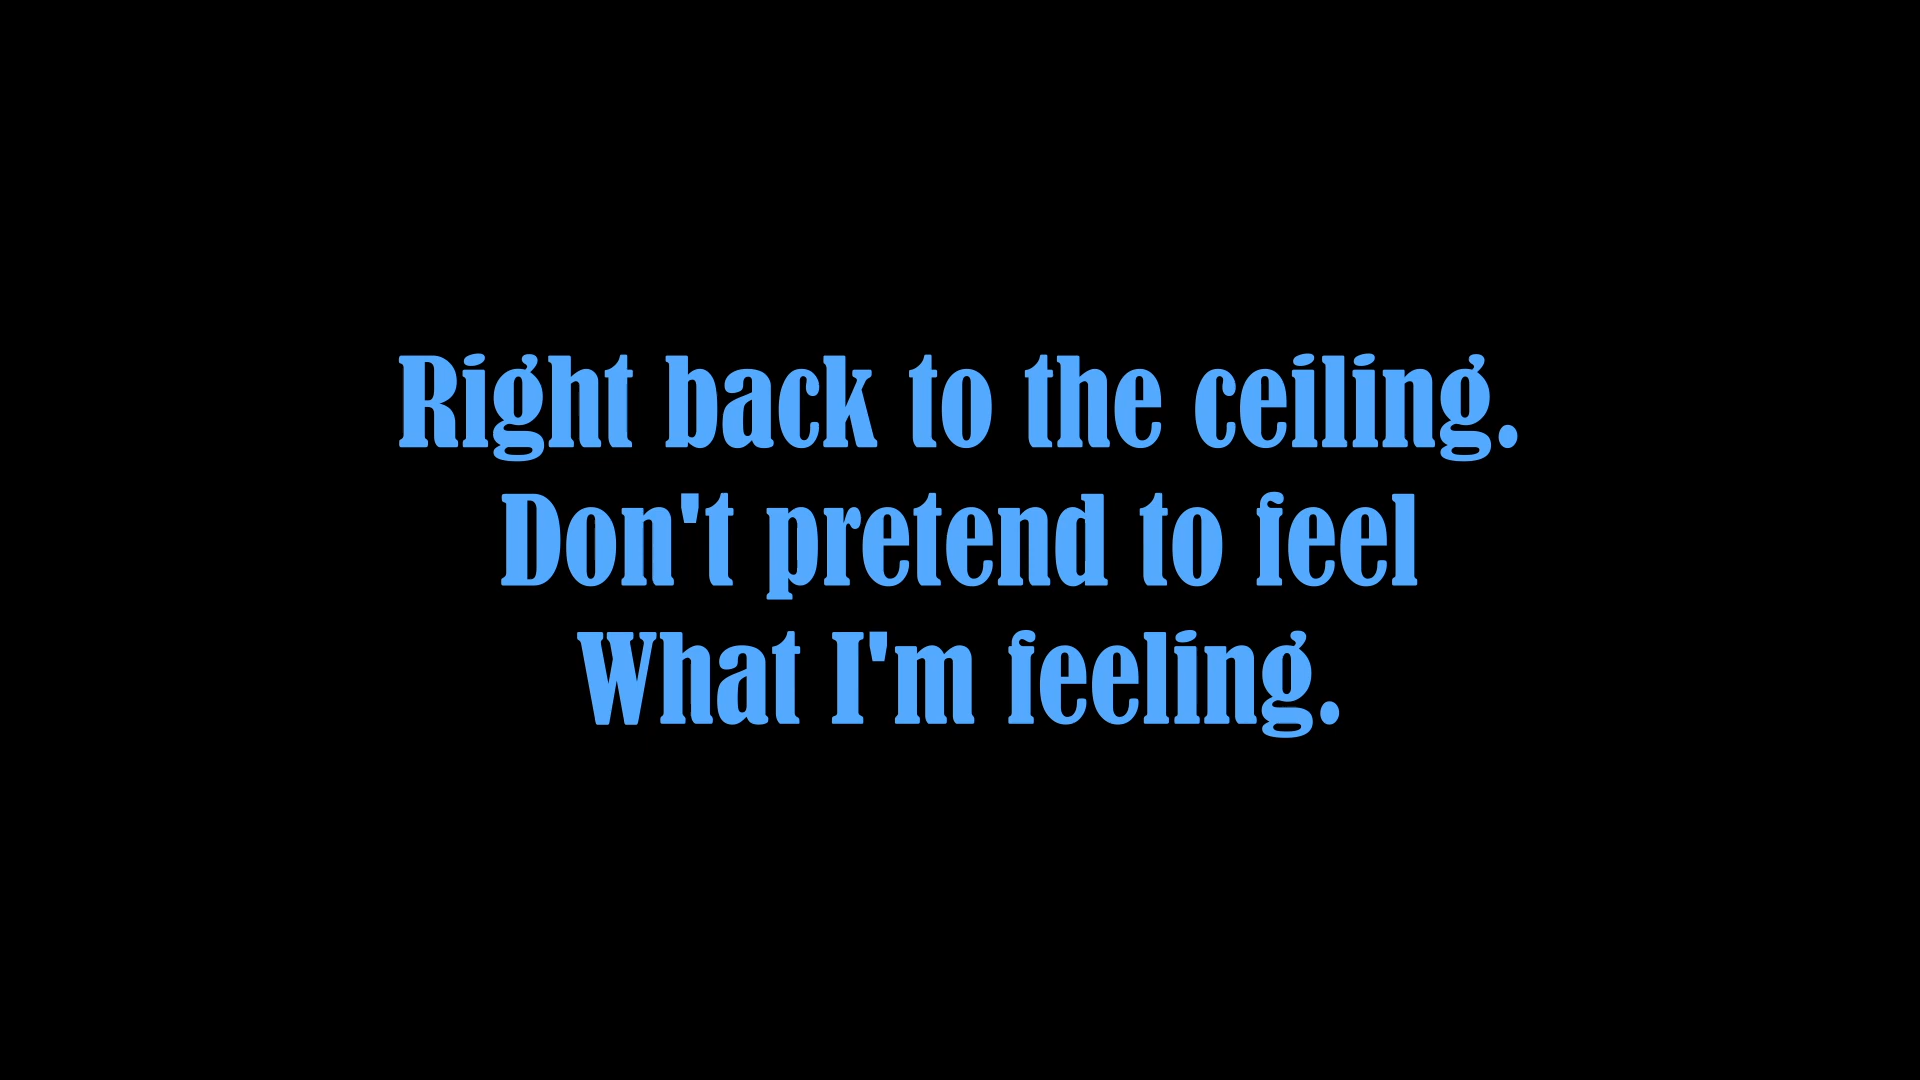 Right back to the ceiling.
Don't pretend to feel
What I'm feeling.